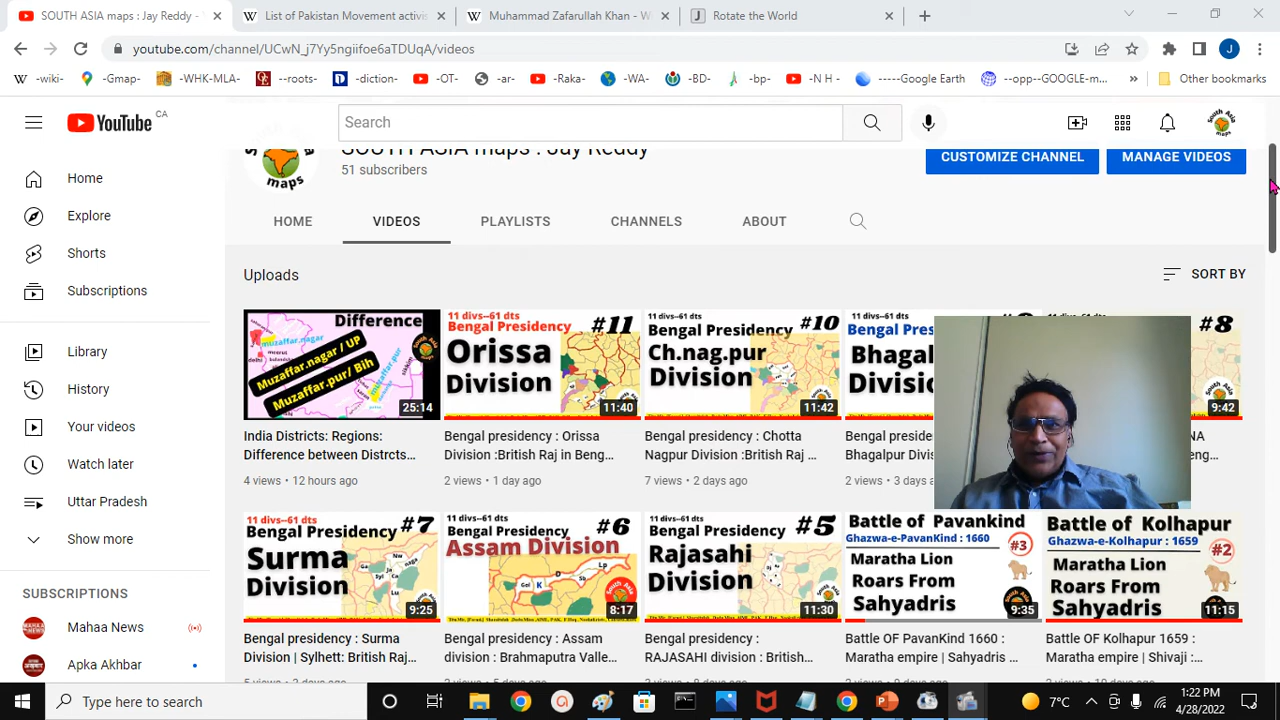 SOUTH ASIA maps : Jay Reddy -
List of Pakistan Movement activis
Muhammad Zafarullah Khan - Wi
Rotate the World
youtube.com/channel/UCwN_j7Yy5ngiifoe6aTDUqA/videos
-wiki-
-Gmap-
-WHK-MLA-
--roots-
-diction-
-OT-
-ar-
-Raka-
-WA-
-BD-
-bp-
-N H -
-----Google Earth
--opp--GOOGLE-m...
Other bookmarks
YouTube CA
Search
SOUTH ASIA maps : Jay Reddy
51 subscribers
CUSTOMIZE CHANNEL
MANAGE VIDEOS
HOME
VIDEOS
PLAYLISTS
CHANNELS
ABOUT
Home
Explore
Shorts
Subscriptions
Library
History
Your videos
Watch later
Uttar Pradesh
Show more
SUBSCRIPTIONS
Mahaa News
Apka Akhbar
Uploads
SORT BY
Difference
Muzaffar.nagar / UP
Muzaffar.pur/ Bih
25:14
India Districts: Regions:
Difference between Distrcts...
4 views • 12 hours ago
11 divs--61 dts
Bengal Presidency #11
Orissa
Division
11:40
Bengal presidency : Orissa
Division :British Raj in Beng...
2 views • 1 day ago
11 divs--61 dts
Bengal Presidency #10
Ch.nag.pur
Division
11:42
Bengal presidency : Chotta
Nagpur Division :British Raj ...
7 views • 2 days ago
11 divs--61 dts
Bengal Pres
Bhagal
Divisi
Bengal preside
Bhagalpur Divi
2 views • 3 days a
#8
9:42
NA
eng...
11 divs--61 dts
Bengal Presidency #7
Surma
Division
9:25
Bengal presidency : Surma
Division | Sylhett: British Raj...
11 divs--61 dts
Bengal Presidency #6
Assam Division
8:17
Bengal presidency : Assam
division : Brahmaputra Valle...
11 divs--61 dts
Bengal Presidency #5
Rajasahi
Division
11:30
Bengal presidency :
RAJASAHI division : British...
Battle of Pavankind
Ghazwa-e-PavanKind : 1660
#3
Maratha Lion
Roars From
Sahyadris
9:35
Battle OF PavanKind 1660 :
Maratha empire | Sahyadris ...
Battle of Kolhapur
Ghazwa-e-Kolhapur : 1659
#2
Maratha Lion
Roars From
Sahyadris
11:15
Battle OF Kolhapur 1659 :
Maratha empire | Shivaji : ...
Type here to search
7°C
1:22 PM
4/28/2022